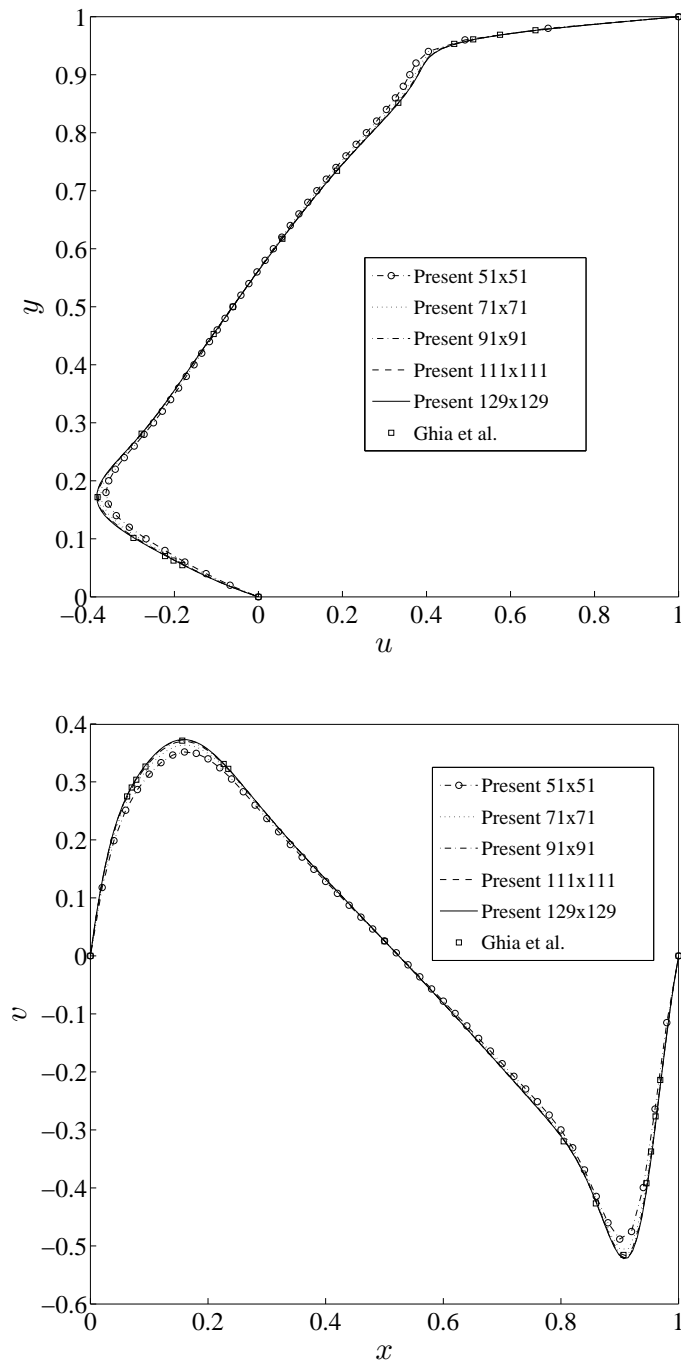 1
0.9
0.8
0.7
0.6
0.5
0.4
0.3
0.2
0.1
0
y
Present 51x51
Present 71x71
Present 91x91
Present 111x111
Present 129x129
Ghia et al.
−0.4 −0.2 0 0.2 0.4 0.6 0.8 1
u
0.4
0.3
0.2
0.1
0
−0.1
−0.2
−0.3
−0.4
−0.5
−0.6
v
Present 51x51
Present 71x71
Present 91x91
Present 111x111
Present 129x129
Ghia et al.
0 0.2 0.4 0.6 0.8 1
x